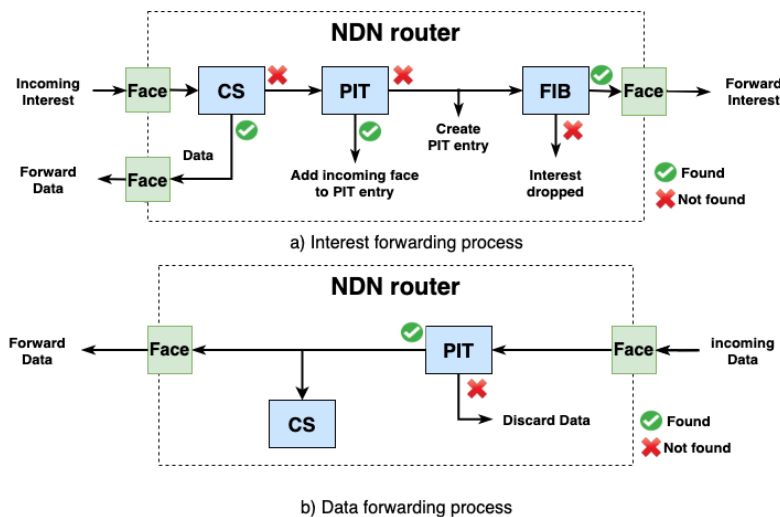 NDN router
Incoming
Interest
Face
CS
PIT
FIB
Face
Forward
Interest
Data
Create
PIT entry
Forward
Data
Face
Add incoming face
to PIT entry
Interest
dropped
Found
Not found
a) Interest forwarding process
NDN router
Forward
Data
Face
PIT
Face
incoming
Data
CS
Discard Data
Found
Not found
b) Data forwarding process